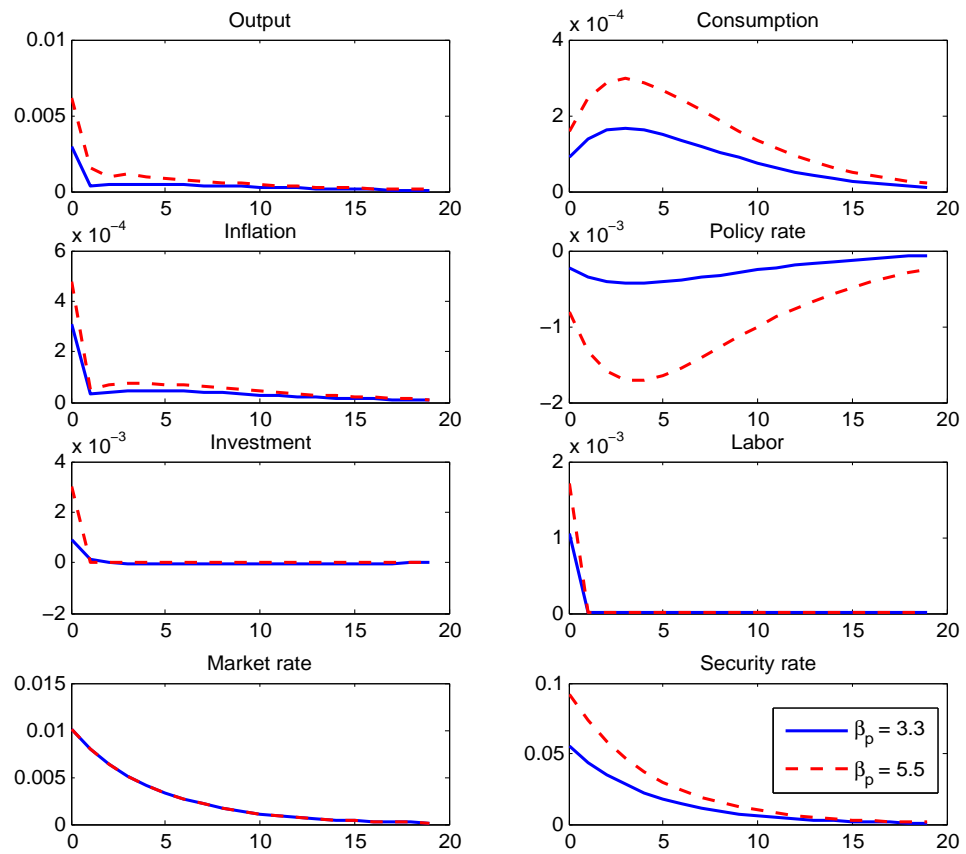 Output
0.01
0.005
0
0 5 10 15 20
Consumption
x 10⁻⁴
4
2
0
0 5 10 15 20
Inflation
x 10⁻⁴
6
4
2
0
0 5 10 15 20
Policy rate
x 10⁻³
0
−1
−2
0 5 10 15 20
Investment
x 10⁻³
4
2
0
−2
0 5 10 15 20
Labor
x 10⁻³
2
1
0
0 5 10 15 20
Market rate
0.015
0.01
0.005
0
0 5 10 15 20
Security rate
0.1
0.05
0
0 5 10 15 20
βₚ = 3.3
βₚ = 5.5